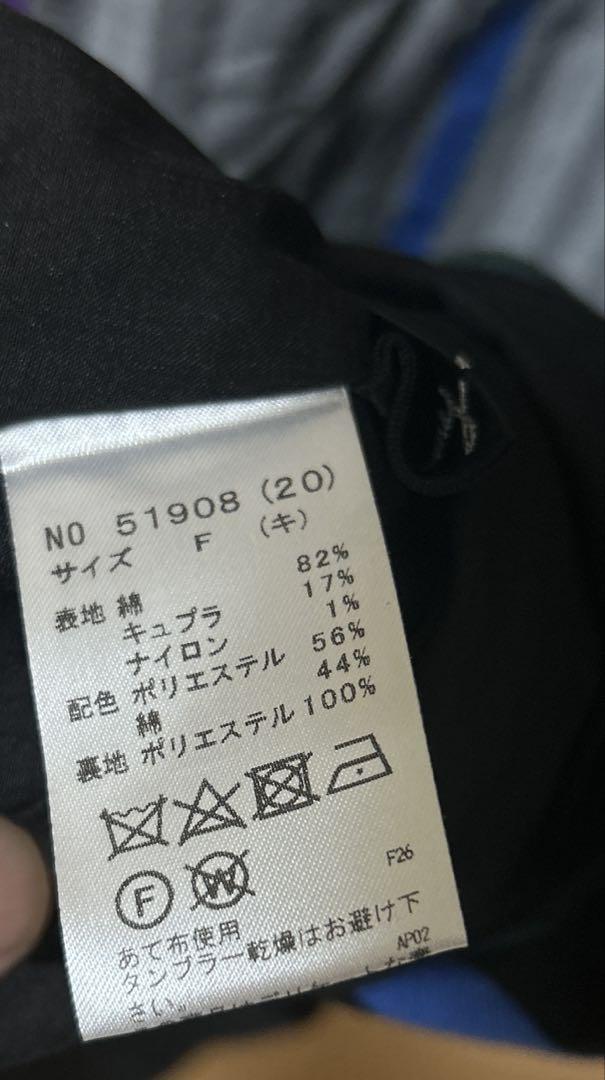 NO 51908 (20)
サイズ F (キ)
表地 綿 82%
キュプラ 17%
ナイロン 1%
配色 ポリエステル 56%
綿 44%
裏地 ポリエステル 100%
F W
F26
あて布使用
タンブラー乾燥はお避け下
さい。
AP02